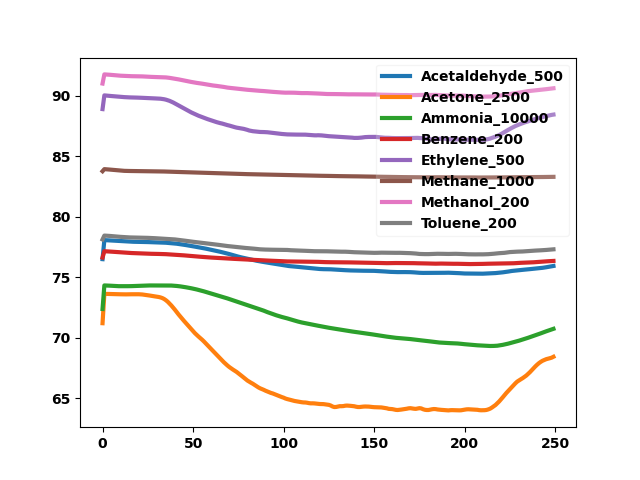 Acetaldehyde_500
Acetone_2500
Ammonia_10000
Benzene_200
Ethylene_500
Methane_1000
Methanol_200
Toluene_200
90
85
80
75
70
65
0 50 100 150 200 250